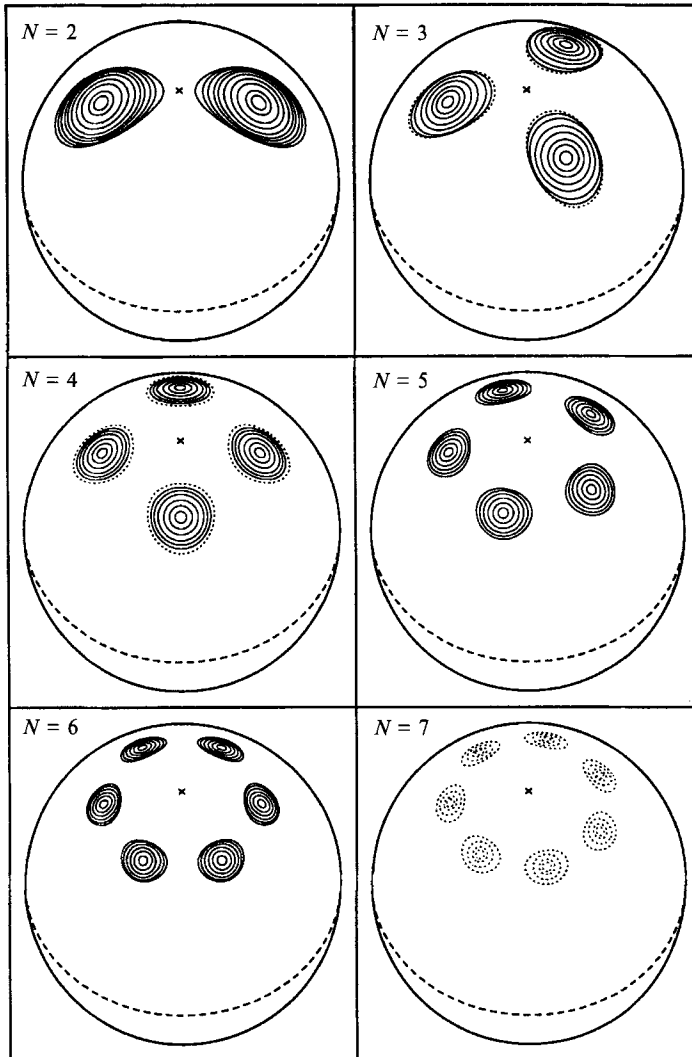 N = 2
N = 3
N = 4
N = 5
N = 6
N = 7